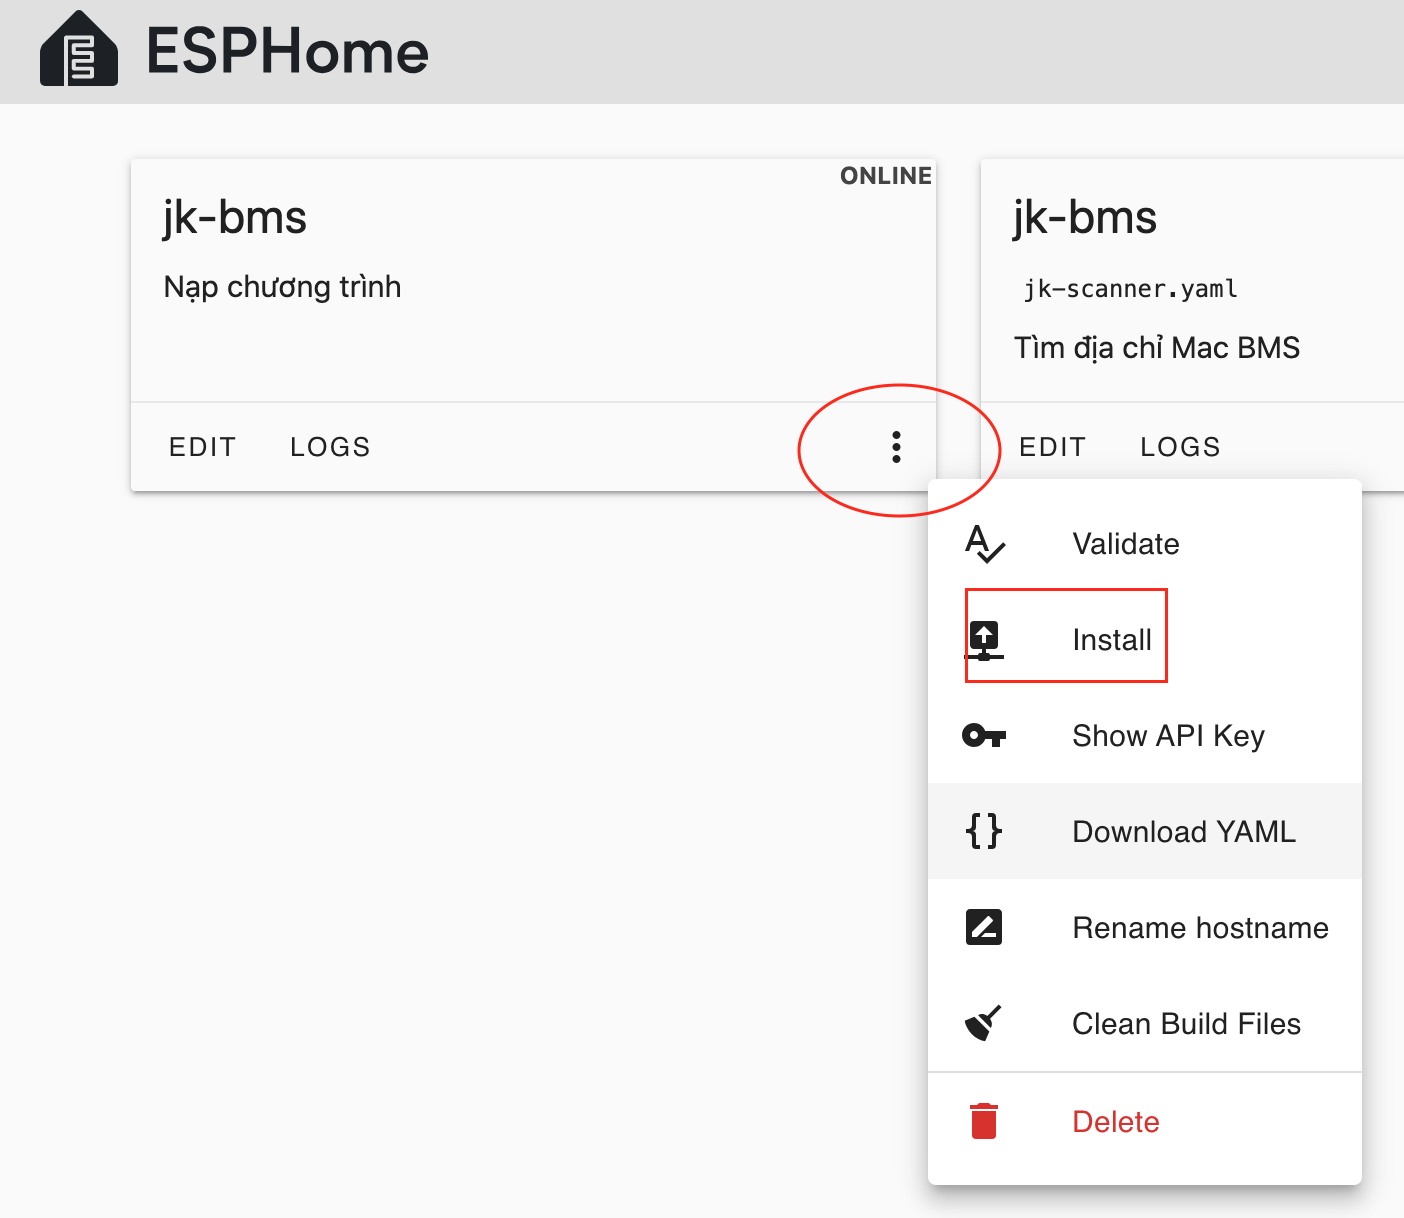 ESPHome
ONLINE
jk-bms
Nạp chương trình
EDIT LOGS
jk-bms
jk-scanner.yaml
Tìm địa chỉ Mac BMS
EDIT LOGS
Validate
Install
Show API Key
Download YAML
Rename hostname
Clean Build Files
Delete